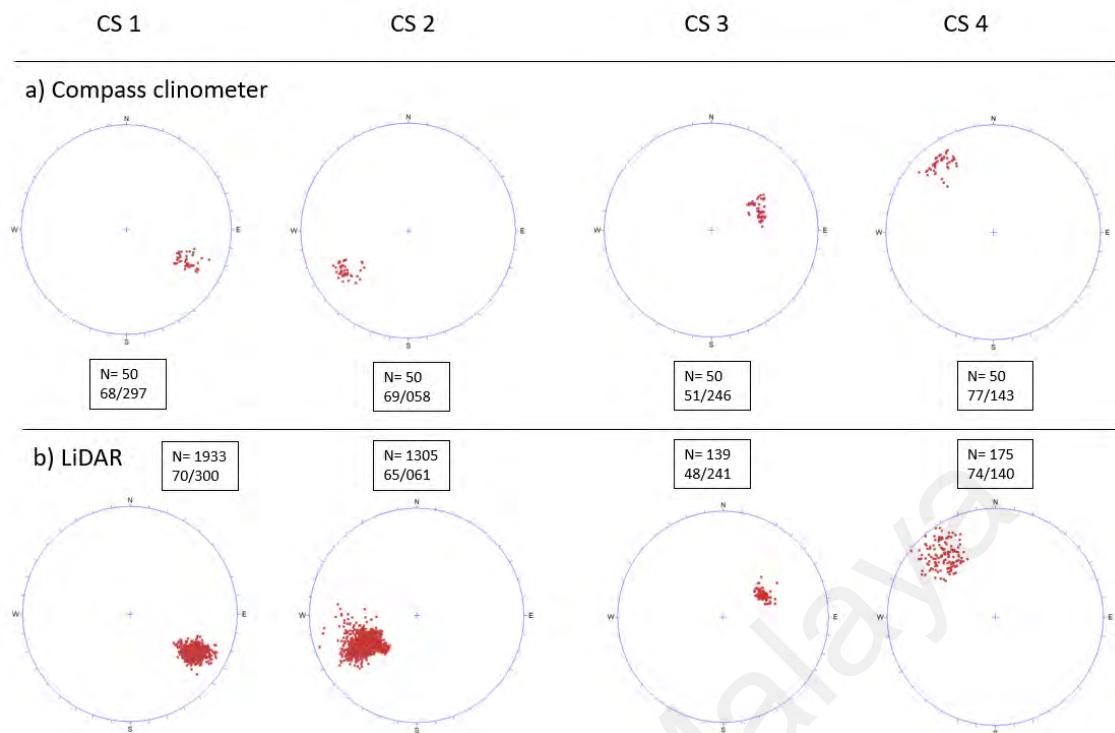 CS 1 CS 2 CS 3 CS 4
a) Compass clinometer
N N N N
W E W E W E W E
S S S S
N= 50 N= 50 N= 50 N= 50
68/297 69/058 51/246 77/143
b) LiDAR
N= 1933 N= 1305 N= 139 N= 175
70/300 65/061 48/241 74/140
N N N N
W E W E W E W E
S S S
Malaya